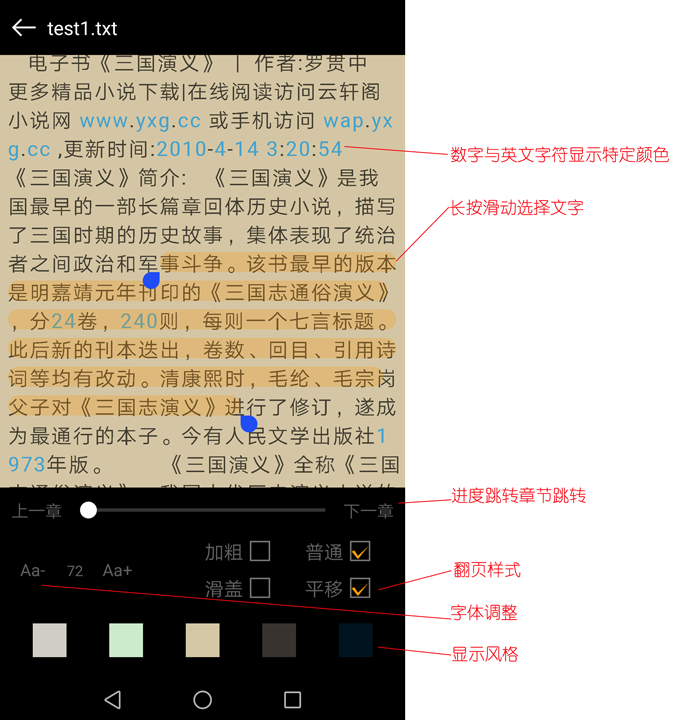 test1.txt
电子书《三国演义》 | 作者:罗贯中
更多精品小说下载|在线阅读访问云轩阁
小说网 www.yxg.cc 或手机访问 wap.yx
g.cc ,更新时间:2010-4-14 3:20:54
数字与英文字符显示特定颜色
《三国演义》简介: 《三国演义》是我
国最早的一部长篇章回体历史小说，描写
长按滑动选择文字
了三国时期的历史故事，集体表现了统治
者之间政治和军事斗争。该书最早的版本
是明嘉靖元年刊印的《三国志通俗演义》
，分24卷，240则，每则一个七言标题。
此后新的刊本迭出，卷数、回目、引用诗
词等均有改动。清康熙时，毛纶、毛宗岗
父子对《三国志演义》进行了修订，遂成
为最通行的本子。今有人民文学出版社1
973年版。 《三国演义》全称《三国
进度跳转章节跳转
上一章 下一章
加粗 普通
翻页样式
Aa- 72 Aa+
滑盖 平移
字体调整
显示风格